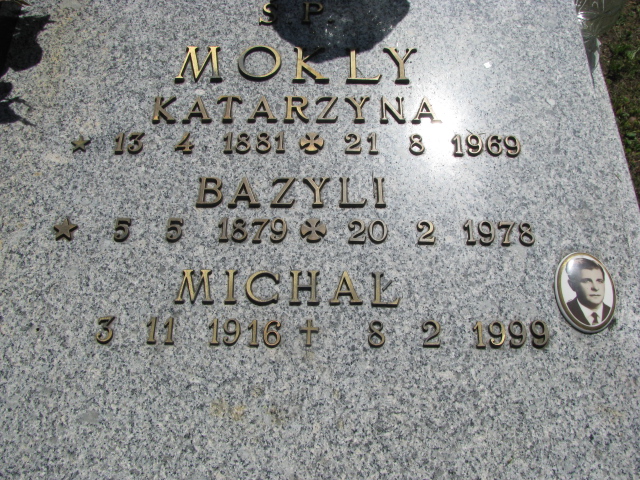 S P
MOKLY
KATARZYNA
★ 13 4 1881 ✠ 21 8 1969
BAZYLI
★ 5 5 1879 ✠ 20 2 1978
MICHAŁ
3 11 1916 † 8 2 1999